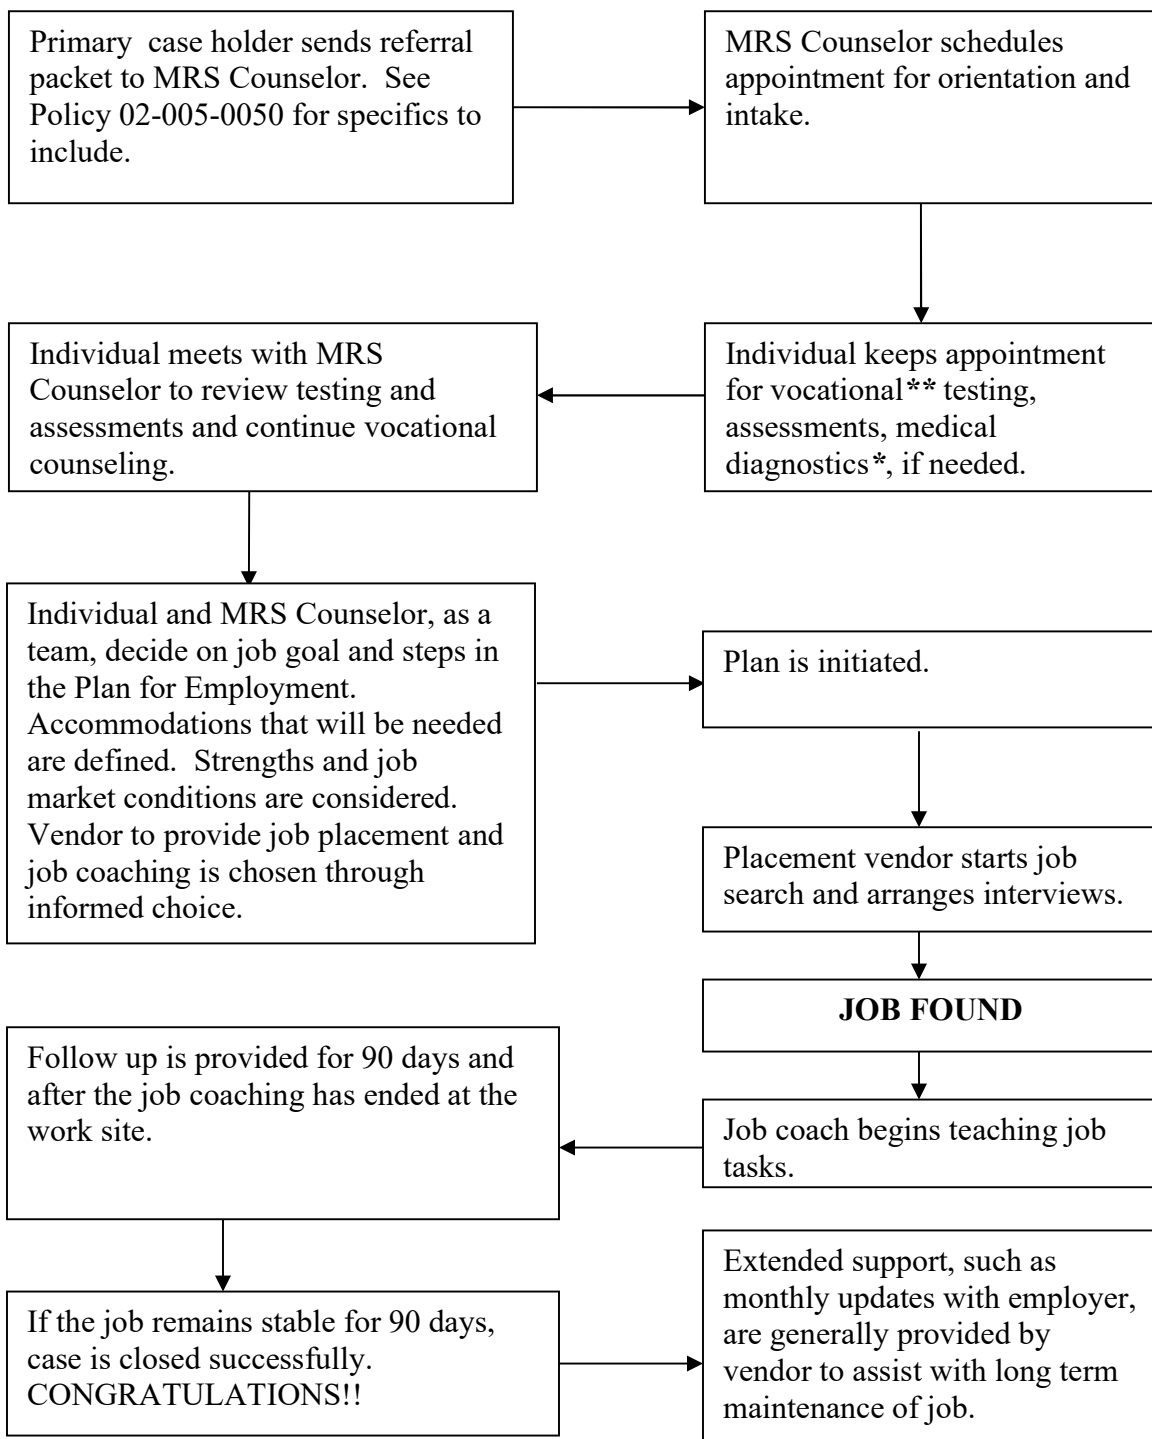 Primary case holder sends referral
packet to MRS Counselor. See
Policy 02-005-0050 for specifics to
include.
MRS Counselor schedules
appointment for orientation and
intake.
Individual keeps appointment
for vocational** testing,
assessments, medical
diagnostics*, if needed.
Individual meets with MRS
Counselor to review testing and
assessments and continue vocational
counseling.
Individual and MRS Counselor, as a
team, decide on job goal and steps in
the Plan for Employment.
Accommodations that will be needed
are defined. Strengths and job
market conditions are considered.
Vendor to provide job placement and
job coaching is chosen through
informed choice.
Plan is initiated.
Placement vendor starts job
search and arranges interviews.
JOB FOUND
Job coach begins teaching job
tasks.
Follow up is provided for 90 days and
after the job coaching has ended at the
work site.
If the job remains stable for 90 days,
case is closed successfully.
CONGRATULATIONS!!
Extended support, such as
monthly updates with employer,
are generally provided by
vendor to assist with long term
maintenance of job.